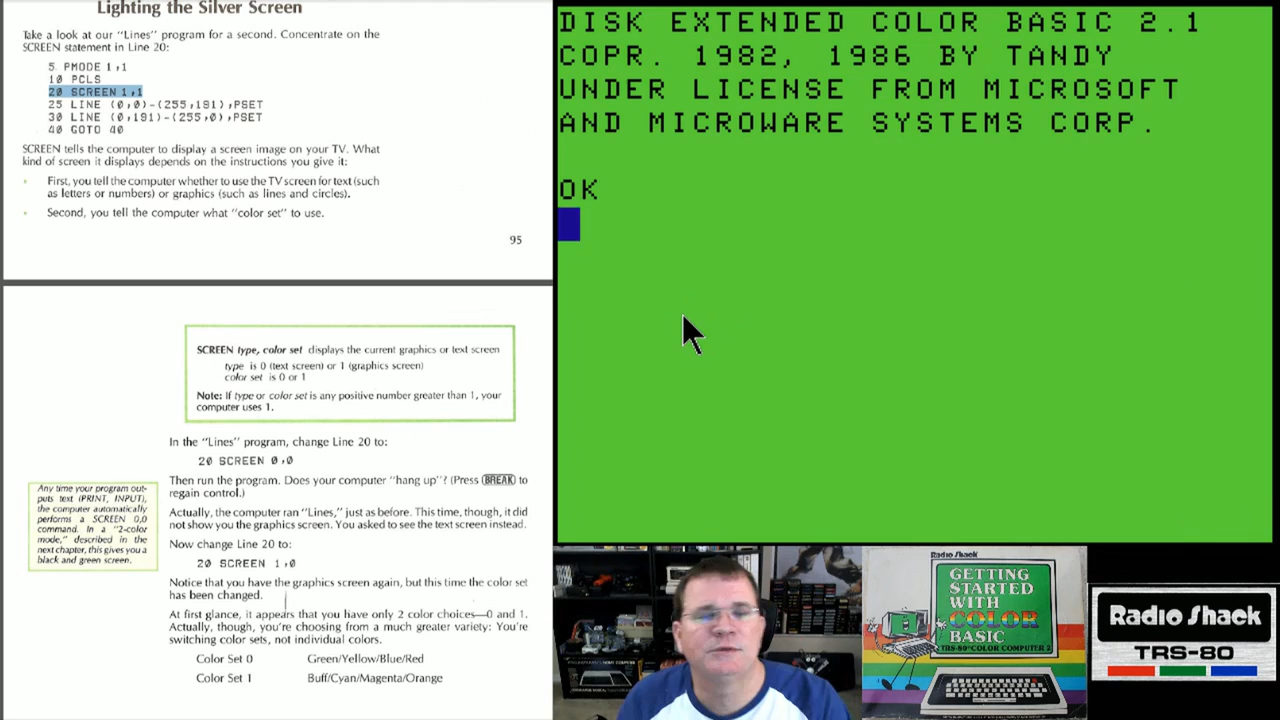 Lighting the Silver Screen
Take a look at our "Lines" program for a second. Concentrate on the
SCREEN statement in Line 20:
5 PMODE 1,1
10 PCLS
20 SCREEN 1,1
25 LINE (0,0)-(255,191),PSET
30 LINE (0,191)-(255,0),PSET
40 GOTO 40
SCREEN tells the computer to display a screen image on your TV. What
kind of screen it displays depends on the instructions you give it:
• First, you tell the computer whether to use the TV screen for text (such
as letters or numbers) or graphics (such as lines and circles).
• Second, you tell the computer what "color set" to use.
95
SCREEN type, color set displays the current graphics or text screen
type is 0 (text screen) or 1 (graphics screen)
color set is 0 or 1
Note: If type or color set is any positive number greater than 1, your
computer uses 1.
In the "Lines" program, change Line 20 to:
20 SCREEN 0,0
Then run the program. Does your computer "hang up"? (Press BREAK to
regain control.)
Actually, the computer ran "Lines," just as before. This time, though, it did
not show you the graphics screen. You asked to see the text screen instead.
Now change Line 20 to:
20 SCREEN 1,0
Notice that you have the graphics screen again, but this time the color set
has been changed.
At first glance, it appears that you have only 2 color choices—0 and 1.
Actually, though, you're choosing from a much greater variety: You're
switching color sets, not individual colors.
Color Set 0 Green/Yellow/Blue/Red
Color Set 1 Buff/Cyan/Magenta/Orange
Any time your program out-
puts text (PRINT, INPUT),
the computer automatically
performs a SCREEN 0,0
command. In a "2-color
mode," described in the
next chapter, this gives you a
black and green screen.
DISK EXTENDED COLOR BASIC 2.1
COPR. 1982, 1986 BY TANDY
UNDER LICENSE FROM MICROSOFT
AND MICROWARE SYSTEMS CORP.
OK
Radio Shack
GETTING
STARTED
WITH
COLOR
BASIC
TRS-80 COLOR COMPUTER 2
Radio Shack
TRS-80